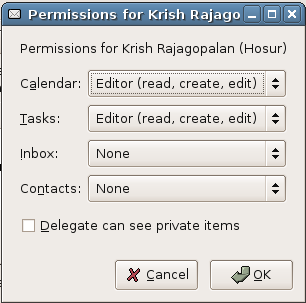 Permissions for Krish Rajago
Permissions for Krish Rajagopalan (Hosur)
Calendar: Editor (read, create, edit)
Tasks: Editor (read, create, edit)
Inbox: None
Contacts: None
Delegate can see private items
Cancel OK